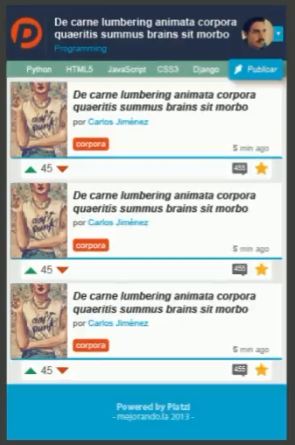 De carne lumbering animata corpora
quaeritis summus brains sit morbo
Programming
Python HTML5 JavaScript CSS3 Django Publicar
De carne lumbering animata corpora
quaeritis summus brains sit morbo
por Carlos Jiménez
corpora
5 min ago
45 455
De carne lumbering animata corpora
quaeritis summus brains sit morbo
por Carlos Jiménez
corpora
5 min ago
45 455
De carne lumbering animata corpora
quaeritis summus brains sit morbo
por Carlos Jiménez
corpora
5 min ago
45 455
Powered by Platzi
- mejorando.la 2013 -